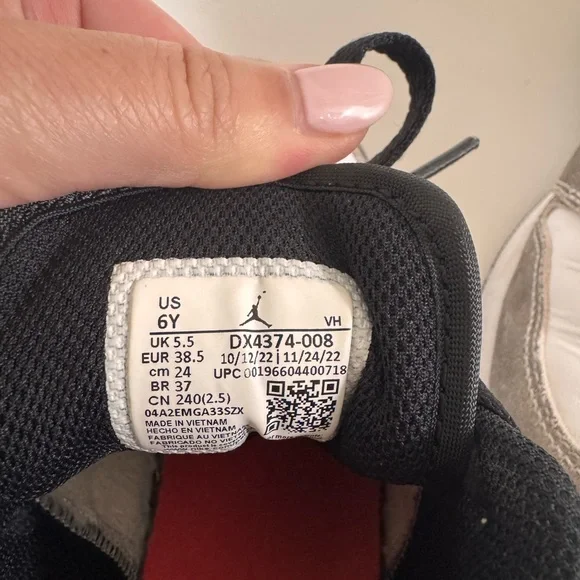 US
6Y
VH
UK 5.5 DX4374-008
EUR 38.5 10/12/22 | 11/24/22
cm 24 UPC 00196604400718
BR 37
CN 240(2.5)
04A2EMGA33SZX
MADE IN VIETNAM
HECHO EN VIETNAM
FABRIQUE AU VIETNAM
FABRICADO NO VIETNAM